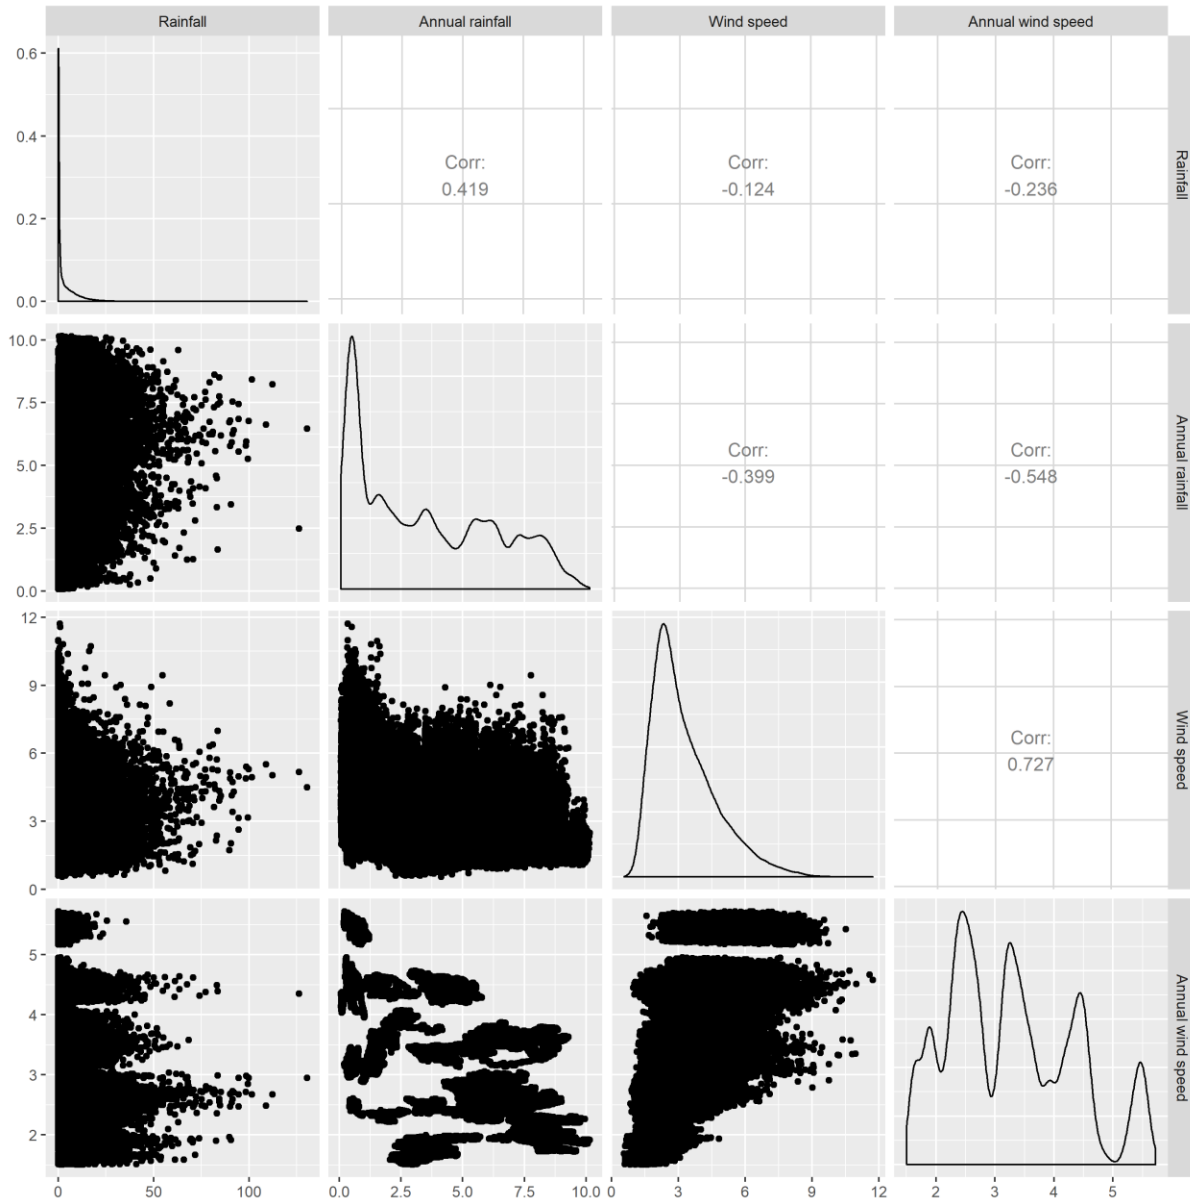 Rainfall Annual rainfall Wind speed Annual wind speed
0.6
0.4
0.2
0.0
Corr:
0.419
Corr:
-0.124
Corr:
-0.236
Rainfall
10.0
7.5
5.0
2.5
0.0
Corr:
-0.399
Corr:
-0.548
Annual rainfall
12
9
6
3
0
Corr:
0.727
Wind speed
5
4
3
2
Annual wind speed
0 50 100
0.0 2.5 5.0 7.5 10.0
0 3 6 9 12
2 3 4 5